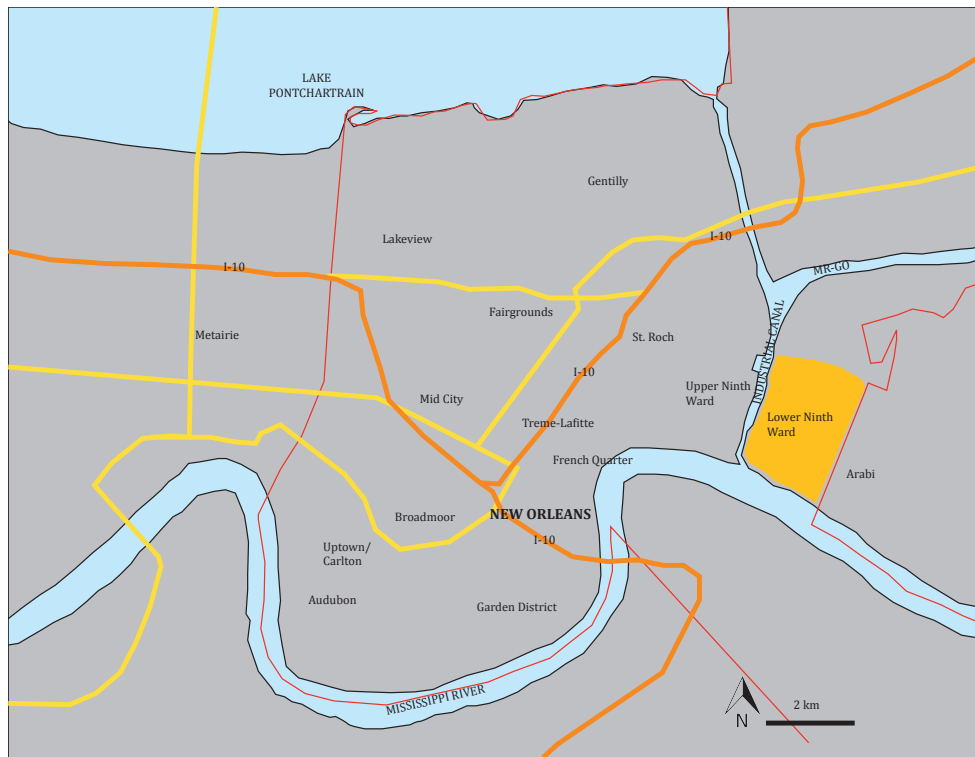 LAKE
PONTCHARTRAIN
Gentilly
Lakeview
I-10
I-10
MR-GO
Fairgrounds
INDUSTRIAL CANAL
Metairie
St. Roch
I-10
Upper Ninth
Ward
Mid City
Lower Ninth
Ward
Treme-Lafitte
French Quarter
Arabi
Broadmoor
NEW ORLEANS
I-10
Uptown/
Carlton
Audubon
Garden District
MISSISSIPPI RIVER
2 km
N